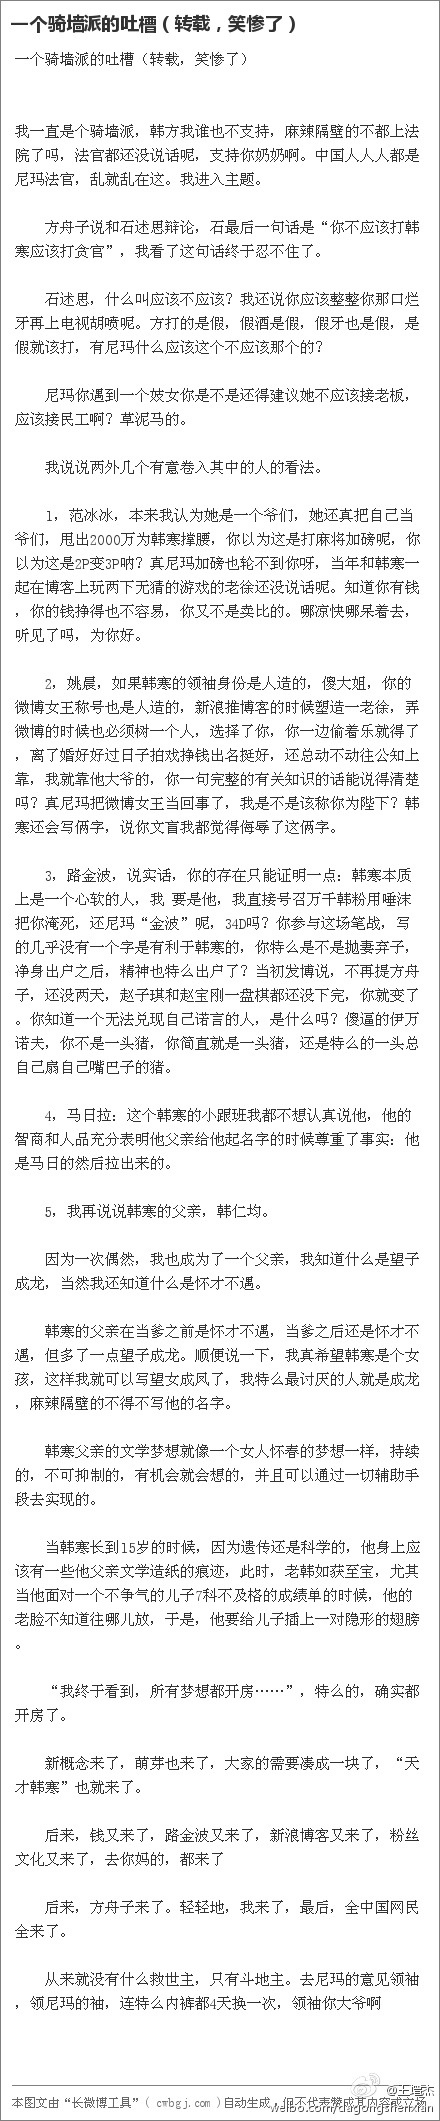 一个骑墙派的吐槽（转载，笑惨了）
一个骑墙派的吐槽（转载，笑惨了）
我一直是个骑墙派，韩方我谁也不支持，麻辣隔壁的不都上法
院了吗，法官都还没说话呢，支持你奶奶啊。中国人人人都是
尼玛法官，乱就乱在这。我进入主题。
方舟子说和石述思辩论，石最后一句话是“你不应该打韩
寒应该打贪官”，我看了这句话终于忍不住了。
石述思，什么叫应该不应该？我还说你应该整整你那口烂
牙再上电视胡喷呢。方打的是假，假酒是假，假牙也是假，是
假就该打，有尼玛什么应该这个不应该那个的？
尼玛你遇到一个妓女你是不是还得建议她不应该接老板，
应该接民工啊？草泥马的。
我说说两外几个有意卷入其中的人的看法。
1，范冰冰，本来我认为她是一个爷们，她还真把自己当
爷们，甩出2000万为韩寒撑腰，你以为这是打麻将加磅呢，你
以为这是2P变3P呐？真尼玛加磅也轮不到你呀，当年和韩寒一
起在博客上玩两下无猜的游戏的老徐还没说话呢。知道你有钱
，你的钱挣得也不容易，你又不是卖比的。哪凉快哪呆着去，
听见了吗，为你好。
2，姚晨，如果韩寒的领袖身份是人造的，傻大姐，你的
微博女王称号也是人造的，新浪推博客的时候塑造一老徐，弄
微博的时候也必须树一个人，选择了你，你一边偷着乐就得了
，离了婚好好过日子拍戏挣钱出名挺好，还总动不动往公知上
靠，我就靠他大爷的，你一句完整的有关知识的话能说得清楚
吗？真尼玛把微博女王当回事了，我是不是该称你为陛下？韩
寒还会写俩字，说你文盲我都觉得侮辱了这俩字。
3，路金波，说实话，你的存在只能证明一点：韩寒本质
上是一个心软的人，我 要是他，我直接号召万千韩粉用唾沫
把你淹死，还尼玛“金波”呢，34D吗？你参与这场笔战，写
的几乎没有一个字是有利于韩寒的，你特么是不是抛妻弃子，
净身出户之后，精神也特么出户了？当初发博说，不再提方舟
子，还没两天，赵子琪和赵宝刚一盘棋都还没下完，你就变了
。你知道一个无法兑现自己诺言的人，是什么吗？傻逼的伊万
诺夫，你不是一头猪，你简直就是一头猪，还是特么的一头总
自己扇自己嘴巴子的猪。
4，马日拉：这个韩寒的小跟班我都不想认真说他，他的
智商和人品充分表明他父亲给他起名字的时候尊重了事实：他
是马日的然后拉出来的。
5，我再说说韩寒的父亲，韩仁均。
因为一次偶然，我也成为了一个父亲，我知道什么是望子
成龙，当然我还知道什么是怀才不遇。
韩寒的父亲在当爹之前是怀才不遇，当爹之后还是怀才不
遇，但多了一点望子成龙。顺便说一下，我真希望韩寒是个女
孩，这样我就可以写望女成凤了，我特么最讨厌的人就是成龙
，麻辣隔壁的不得不写他的名字。
韩寒父亲的文学梦想就像一个女人怀春的梦想一样，持续
的，不可抑制的，有机会就会想的，并且可以通过一切辅助手
段去实现的。
当韩寒长到15岁的时候，因为遗传还是科学的，他身上应
该有一些他父亲文学造纸的痕迹，此时，老韩如获至宝，尤其
当他面对一个不争气的儿子7科不及格的成绩单的时候，他的
老脸不知道往哪儿放，于是，他要给儿子插上一对隐形的翅膀
。
“我终于看到，所有梦想都开房……”，特么的，确实都
开房了。
新概念来了，萌芽也来了，大家的需要凑成一块了，“天
才韩寒”也就来了。
后来，钱又来了，路金波又来了，新浪博客又来了，粉丝
文化又来了，去你妈的，都来了
后来，方舟子来了。轻轻地，我来了，最后，全中国网民
全来了。
从来就没有什么救世主，只有斗地主。去尼玛的意见领袖
，领尼玛的袖，连特么内裤都4天换一次，领袖你大爷啊
@王增杰
本图文由“长微博工具”（ cwbgj.com ）自动生成，但不代表赞成其内容或立场
weibo.com/dagangshenxian